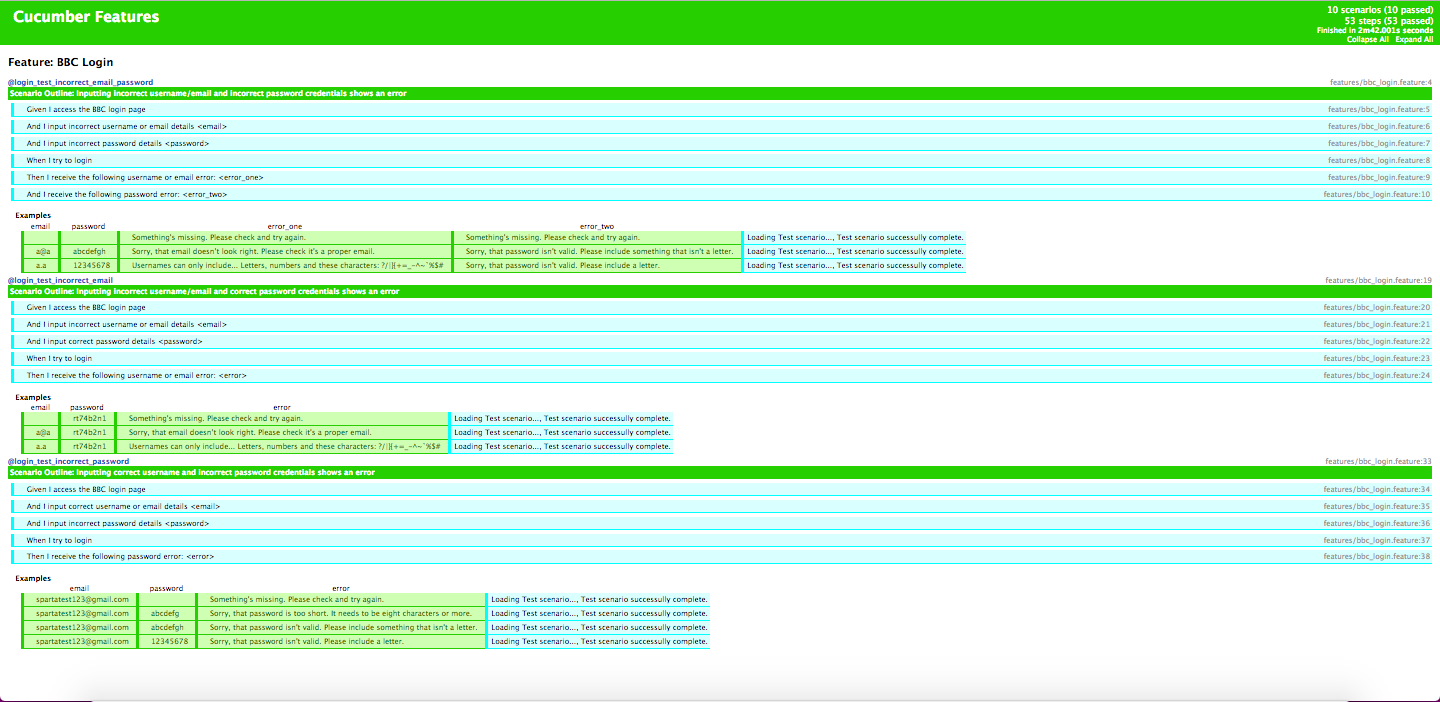 Cucumber Features
10 scenarios (10 passed)
53 steps (53 passed)
Finished in 2m42.001s seconds
Collapse All Expand All
Feature: BBC Login
@login_test_incorrect_email_password features/bbc_login.feature:4
Scenario Outline: Inputting incorrect username/email and incorrect password credentials shows an error
Given I access the BBC login page features/bbc_login.feature:5
And I input incorrect username or email details <email> features/bbc_login.feature:6
And I input incorrect password details <password> features/bbc_login.feature:7
When I try to login features/bbc_login.feature:8
Then I receive the following username or email error: <error_one> features/bbc_login.feature:9
And I receive the following password error: <error_two> features/bbc_login.feature:10
Examples
email password error_one error_two
Something's missing. Please check and try again. Something's missing. Please check and try again. Loading Test scenario..., Test scenario successully complete.
a@a abcdefgh Sorry, that email doesn't look right. Please check it's a proper email. Sorry, that password isn't valid. Please include something that isn't a letter. Loading Test scenario..., Test scenario successully complete.
a.a 12345678 Usernames can only include... Letters, numbers and these characters: ?/|}{+=_-^~`%$# Sorry, that password isn't valid. Please include a letter. Loading Test scenario..., Test scenario successully complete.
@login_test_incorrect_email features/bbc_login.feature:19
Scenario Outline: Inputting incorrect username/email and correct password credentials shows an error
Given I access the BBC login page features/bbc_login.feature:20
And I input incorrect username or email details <email> features/bbc_login.feature:21
And I input correct password details <password> features/bbc_login.feature:22
When I try to login features/bbc_login.feature:23
Then I receive the following username or email error: <error> features/bbc_login.feature:24
Examples
email password error
rt74b2n1 Something's missing. Please check and try again. Loading Test scenario..., Test scenario successully complete.
a@a rt74b2n1 Sorry, that email doesn't look right. Please check it's a proper email. Loading Test scenario..., Test scenario successully complete.
a.a rt74b2n1 Usernames can only include... Letters, numbers and these characters: ?/|}{+=_-^~`%$# Loading Test scenario..., Test scenario successully complete.
@login_test_incorrect_password features/bbc_login.feature:33
Scenario Outline: Inputting correct username and incorrect password credentials shows an error
Given I access the BBC login page features/bbc_login.feature:34
And I input correct username or email details <email> features/bbc_login.feature:35
And I input incorrect password details <password> features/bbc_login.feature:36
When I try to login features/bbc_login.feature:37
Then I receive the following password error: <error> features/bbc_login.feature:38
Examples
email password error
spartatest123@gmail.com Something's missing. Please check and try again. Loading Test scenario..., Test scenario successully complete.
spartatest123@gmail.com abcdefg Sorry, that password is too short. It needs to be eight characters or more. Loading Test scenario..., Test scenario successully complete.
spartatest123@gmail.com abcdefgh Sorry, that password isn't valid. Please include something that isn't a letter. Loading Test scenario..., Test scenario successully complete.
spartatest123@gmail.com 12345678 Sorry, that password isn't valid. Please include a letter. Loading Test scenario..., Test scenario successully complete.